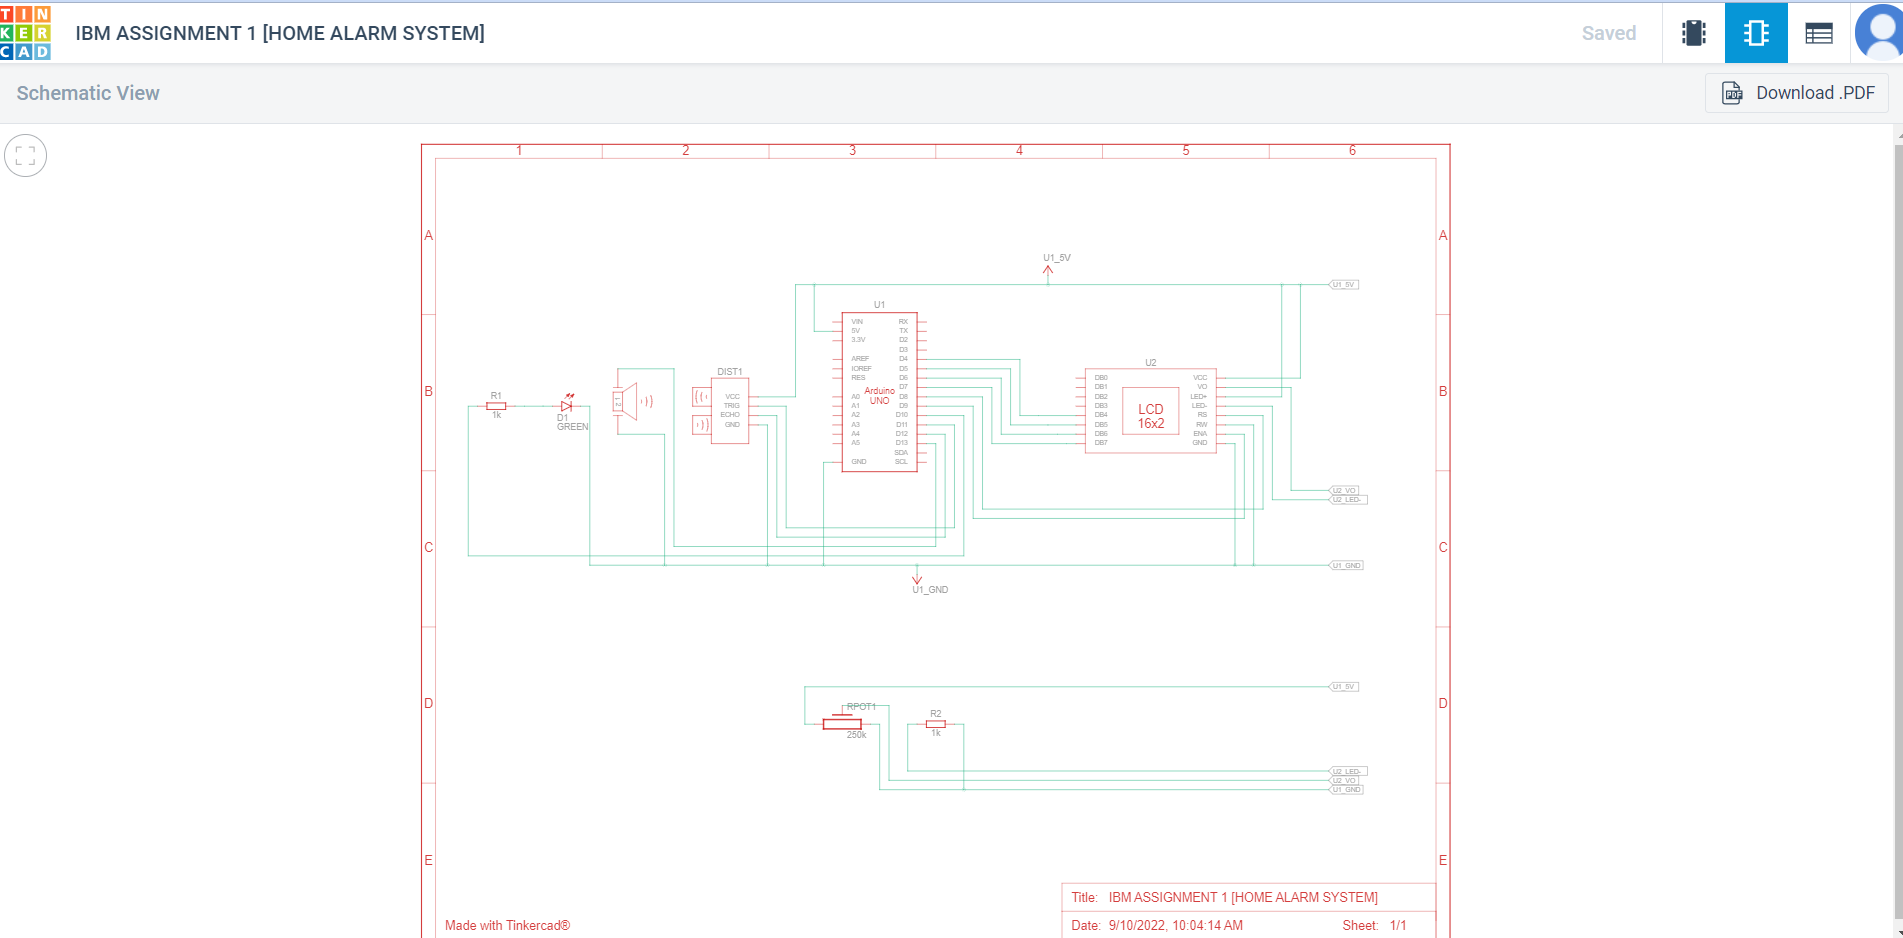 TINKERCAD
IBM ASSIGNMENT 1 [HOME ALARM SYSTEM]
Saved
Schematic View
PDF
Download .PDF
1 2 3 4 5 6
A
A
U1_5V
U1_5V
U1
VIN RX
5V TX
3.3V D2
D3
AREF D4
IOREF D5
RES D6
D7
A0 D8
A1 D9
A2 D10
A3 D11
A4 D12
A5 D13
SDA
GND SCL
Arduino
UNO
U2
DB0 VCC
DB1 VO
DB2 LED+
DB3 LED-
DB4 RS
DB5 RW
DB6 ENA
DB7 GND
LCD
16x2
DIST1
VCC
TRIG
ECHO
GND
B
B
R1
1k
D1
GREEN
U2_VO
U2_LED-
C
C
U1_GND
U1_GND
U1_5V
D
D
RPOT1
250k
R2
1k
U2_LED-
U2_VO
U1_GND
E
E
Title: IBM ASSIGNMENT 1 [HOME ALARM SYSTEM]
Made with Tinkercad®
Date: 9/10/2022, 10:04:14 AM Sheet: 1/1